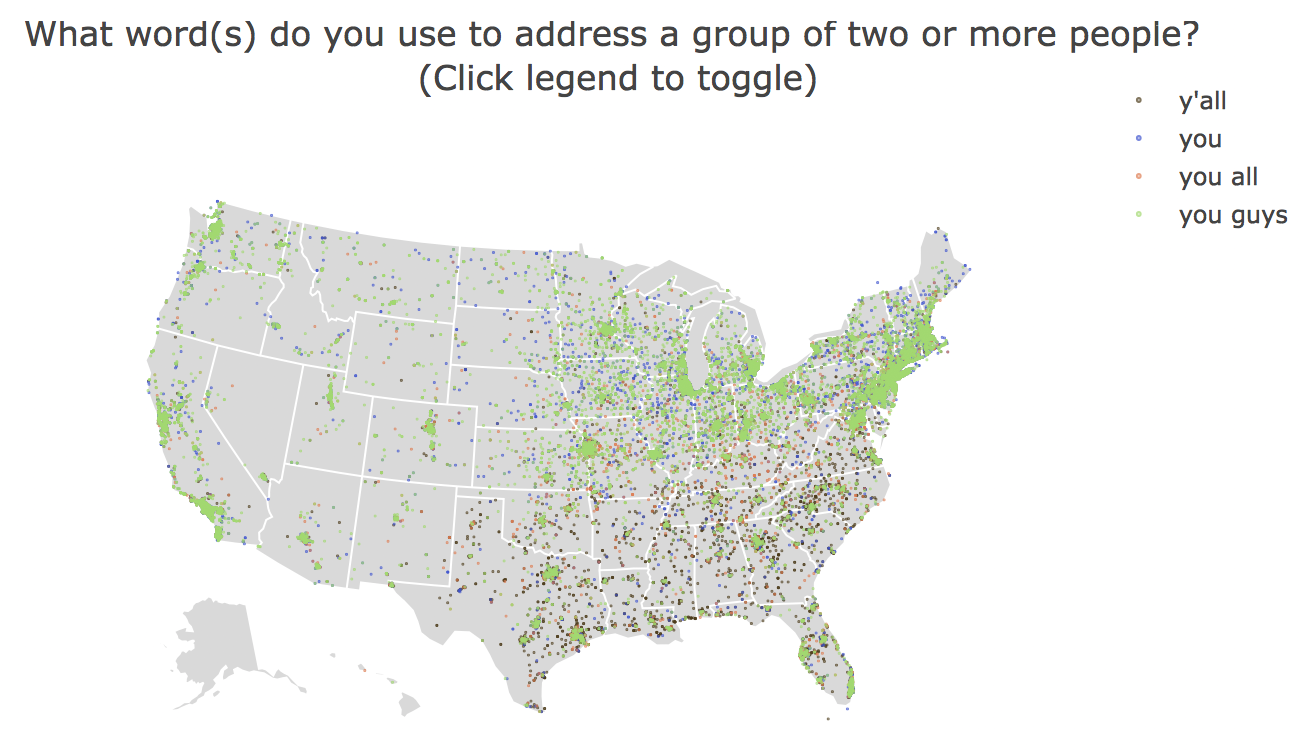 What word(s) do you use to address a group of two or more people?
(Click legend to toggle)
y'all
you
you all
you guys